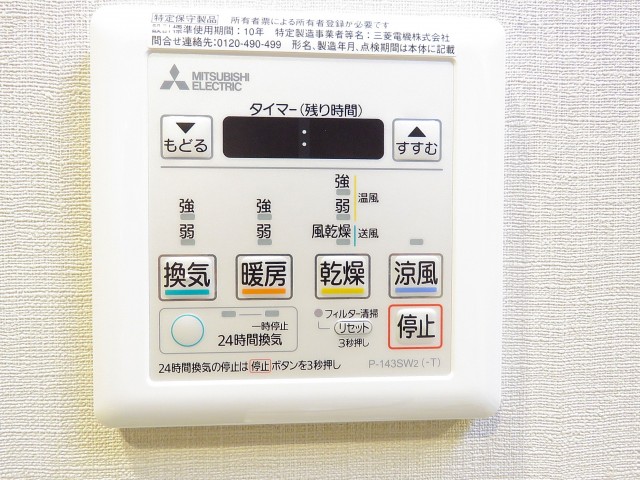 特定保守製品 所有者票による所有者登録が必要です
設計標準使用期間:10年 特定製造事業者等名:三菱電機株式会社
問合せ連絡先:0120-490-499 形名、製造年月、点検期間は本体に記載
MITSUBISHI
ELECTRIC
タイマー(残り時間)
▼
もどる
:
▲
すすむ
強
弱
強
弱
強
弱
温風
風乾燥
送風
換気
暖房
乾燥
涼風
一時停止
24時間換気
フィルター清掃
リセット
3秒押し
停止
P-143SW2(-T)
24時間換気の停止は停止ボタンを3秒押し